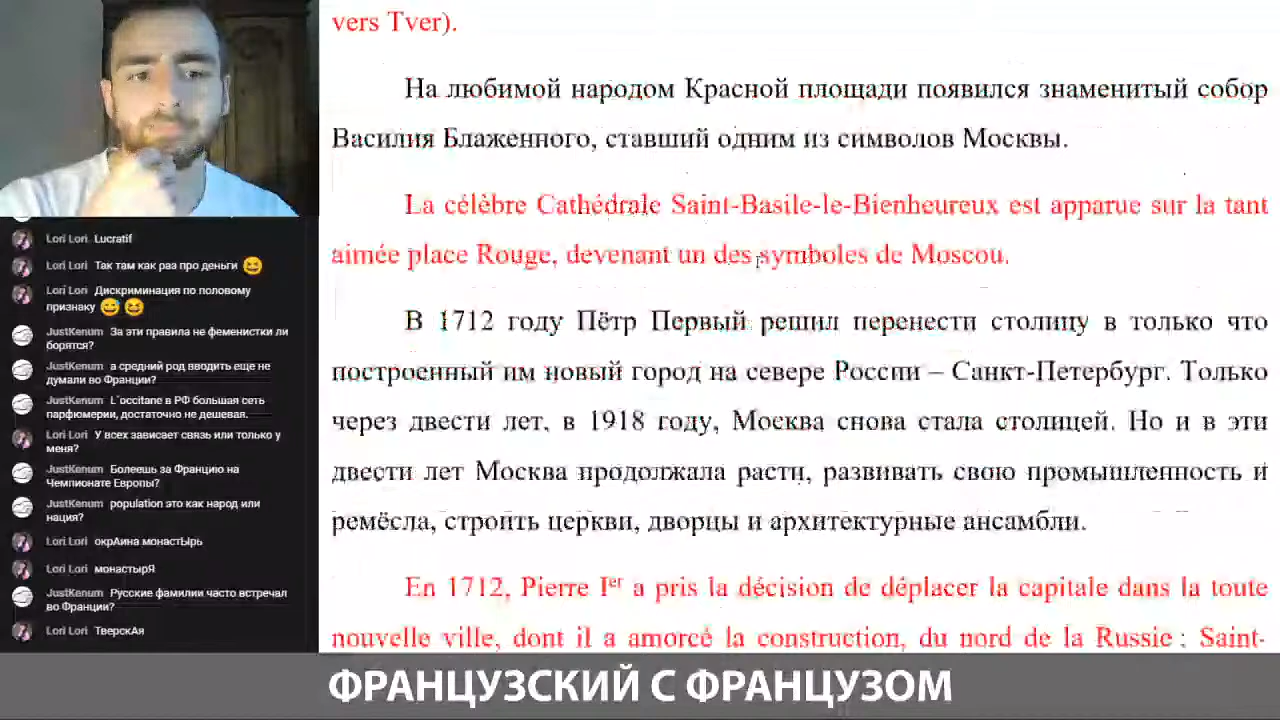 vers Tver).
На любимой народом Красной площади появился знаменитый собор
Василия Блаженного, ставший одним из символов Москвы.
La célèbre Cathédrale Saint-Basile-le-Bienheureux est apparue sur la tant
aimée place Rouge, devenant un des symboles de Moscou.
В 1712 году Пётр Первый решил перенести столицу в только что
построенный им новый город на севере России – Санкт-Петербург. Только
через двести лет, в 1918 году, Москва снова стала столицей. Но и в эти
двести лет Москва продолжала расти, развивать свою промышленность и
ремёсла, строить церкви, дворцы и архитектурные ансамбли.
En 1712, Pierre Iᵉʳ a pris la décision de déplacer la capitale dans la toute
nouvelle ville, dont il a amorcé la construction, du nord de la Russie : Saint-
Lori Lori Lucratif
Lori Lori Так там как раз про деньги 😆
Lori Lori Дискриминация по половому
признаку 😅 😆
JustKenum За эти правила не феменистки ли
борятся?
JustKenum а средний род вводить еще не
думали во Франции?
JustKenum L`occitane в РФ большая сеть
парфюмерии, достаточно не дешевая.
Lori Lori У всех зависает связь или только у
меня?
JustKenum Болеешь за Францию на
Чемпионате Европы?
JustKenum population это как народ или
нация?
Lori Lori окрАина монастЫрь
Lori Lori монастырЯ
JustKenum Русские фамилии часто встречал
во Франции?
Lori Lori ТверскАя
ФРАНЦУЗСКИЙ С ФРАНЦУЗОМ